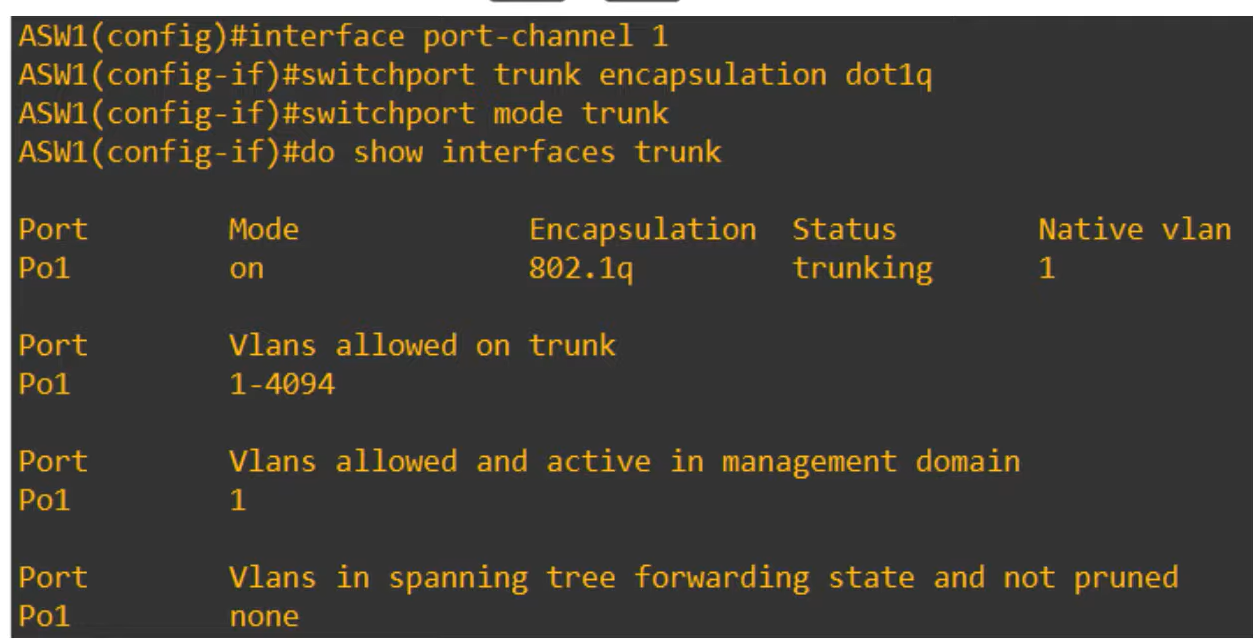 ASW1(config)#interface port-channel 1
ASW1(config-if)#switchport trunk encapsulation dot1q
ASW1(config-if)#switchport mode trunk
ASW1(config-if)#do show interfaces trunk
Port Mode Encapsulation Status Native vlan
Po1 on 802.1q trunking 1
Port Vlans allowed on trunk
Po1 1-4094
Port Vlans allowed and active in management domain
Po1 1
Port Vlans in spanning tree forwarding state and not pruned
Po1 none